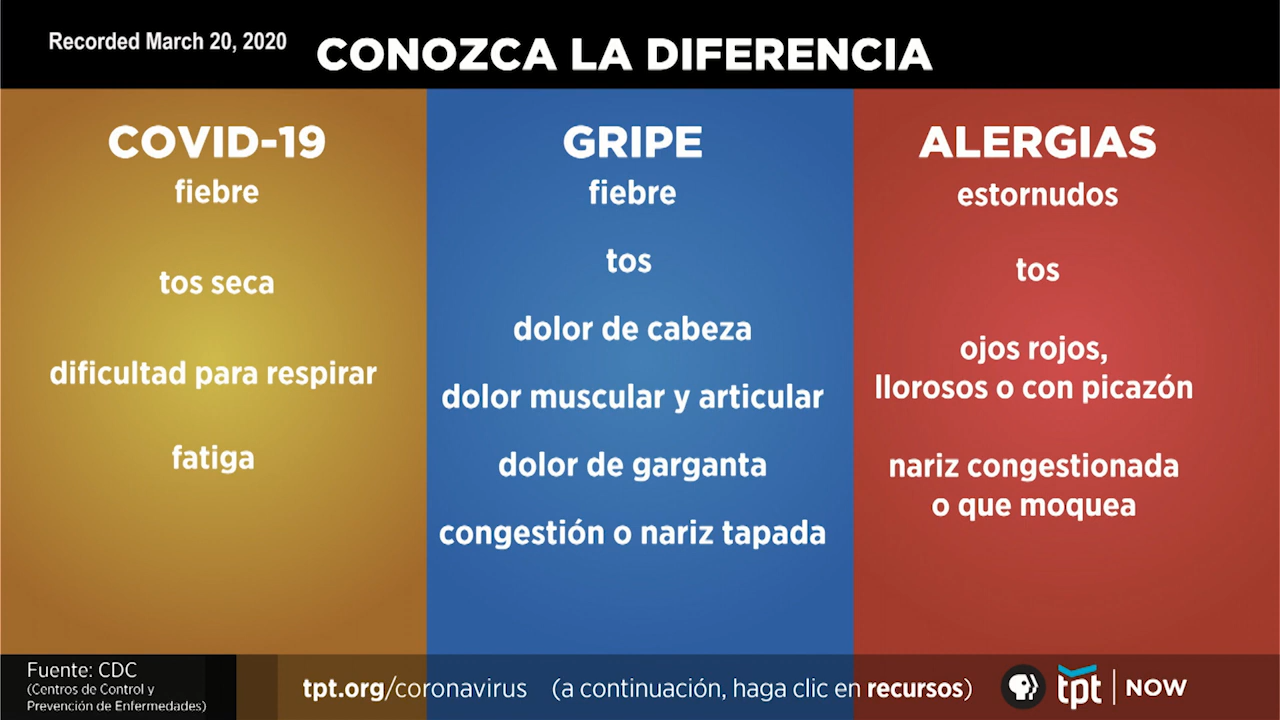 Recorded March 20, 2020
CONOZCA LA DIFERENCIA
COVID-19
fiebre
tos seca
dificultad para respirar
fatiga
GRIPE
fiebre
tos
dolor de cabeza
dolor muscular y articular
dolor de garganta
congestión o nariz tapada
ALERGIAS
estornudos
tos
ojos rojos,
llorosos o con picazón
nariz congestionada
o que moquea
Fuente: CDC
(Centros de Control y
Prevención de Enfermedades)
tpt.org/coronavirus (a continuación, haga clic en recursos)
tpt NOW